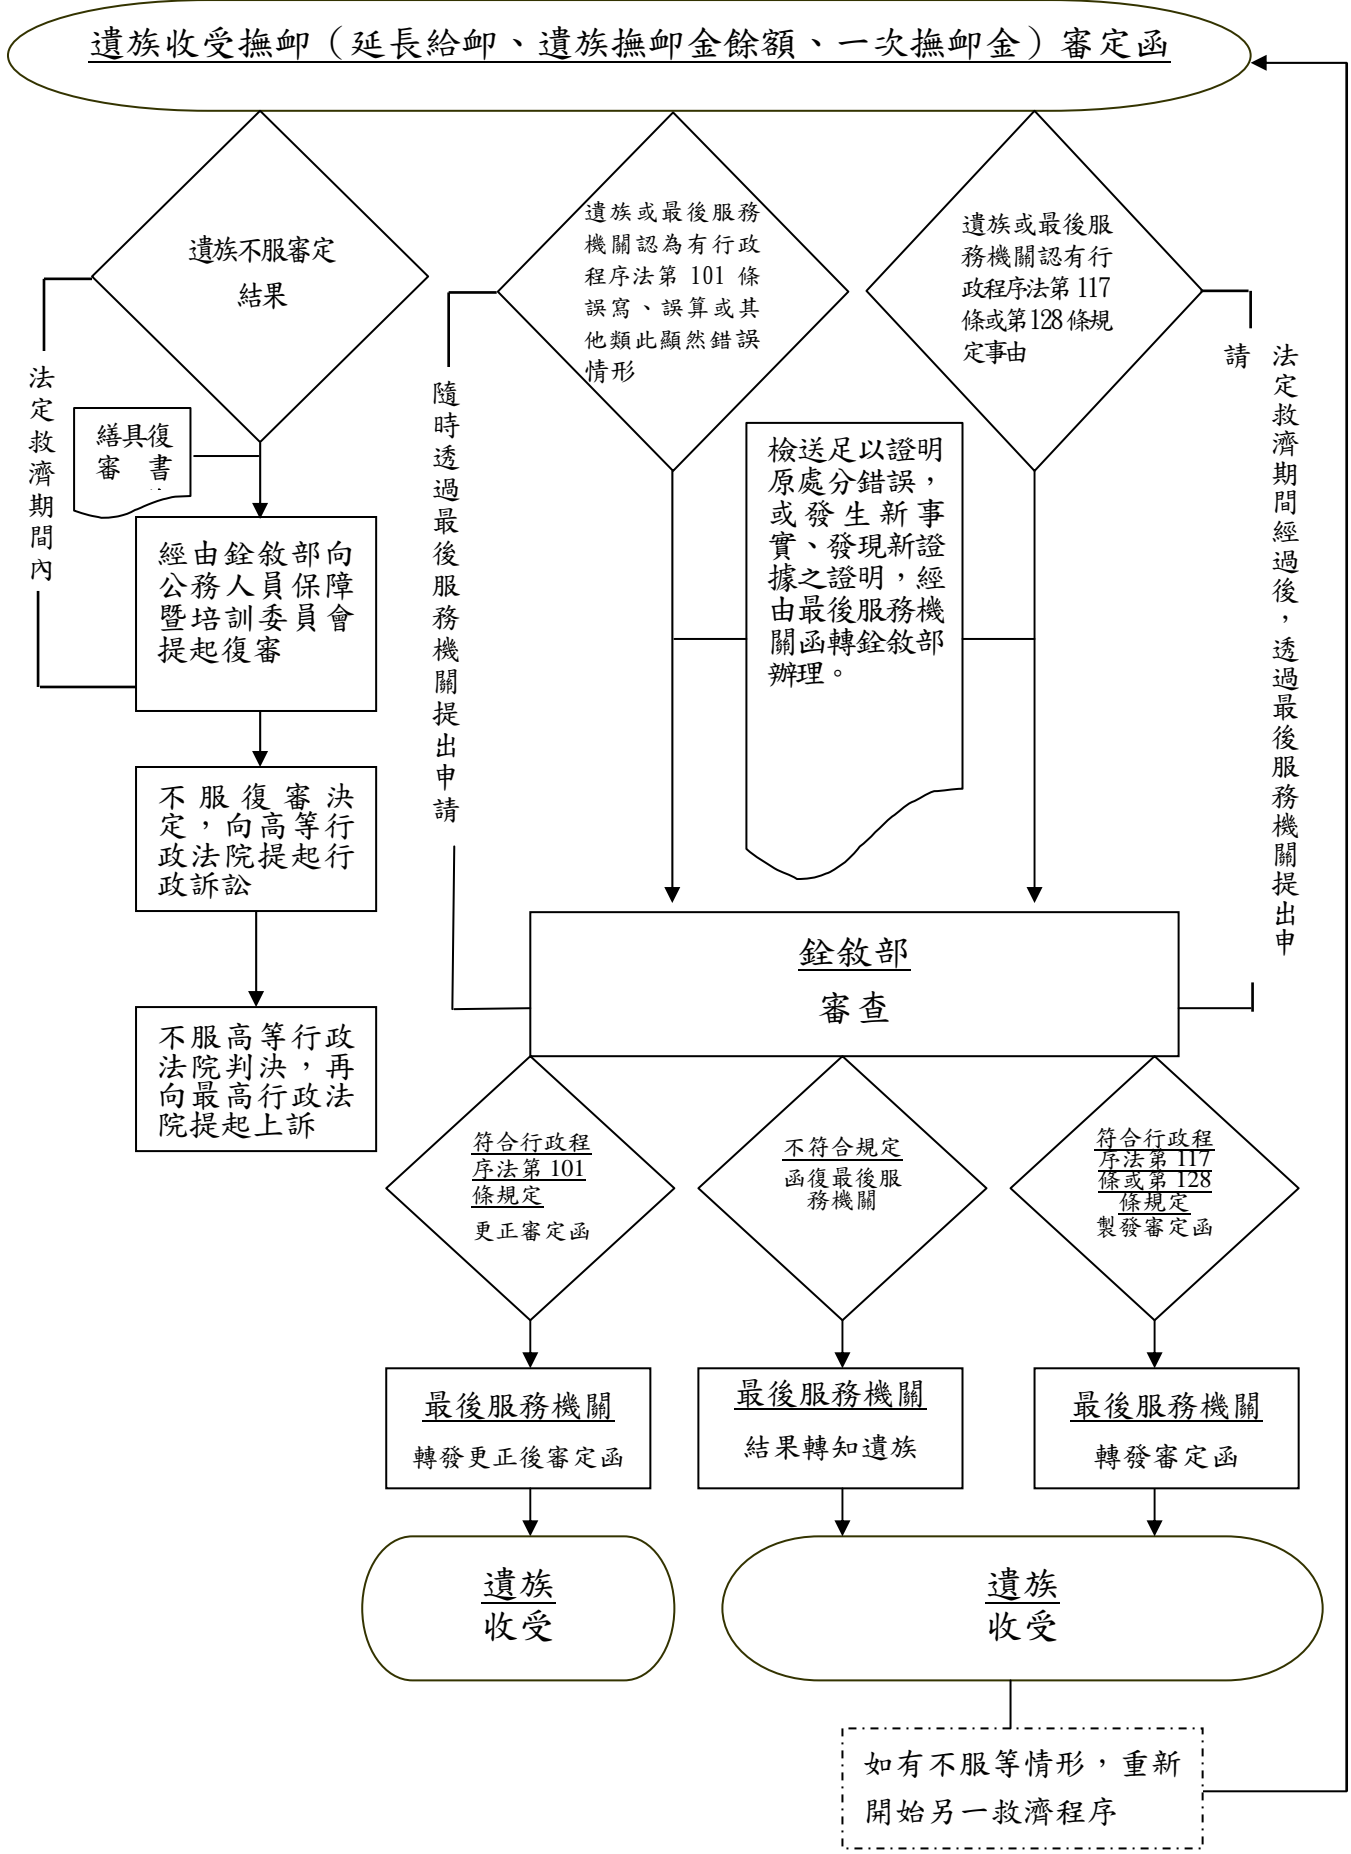 遺族收受撫卹（延長給卹、遺族撫卹金餘額、一次撫卹金）審定函
遺族不服審定
結果
遺族或最後服務
機關認為有行政
程序法第 101 條
誤寫、誤算或其
他類此顯然錯誤
情形
遺族或最後服
務機關認有行
政程序法第 117
條或第 128 條規
定事由
法定救濟期間內
繕具復
審 書
經由銓敘部向
公務人員保障
暨培訓委員會
提起復審
不服復審決
定，向高等行
政法院提起行
政訴訟
不服高等行政
法院判決，再
向最高行政法
院提起上訴
隨時透過最後服務機關提出申請
檢送足以證明
原處分錯誤，
或發生新事
實、發現新證
據之證明，經
由最後服務機
關函轉銓敘部
辦理。
法定救濟期間經過後，透過最後服務機關提出申
請
銓敘部
審查
符合行政程
序法第 101
條規定
更正審定函
不符合規定
函復最後服
務機關
符合行政程
序法第 117
條或第 128
條規定
製發審定函
最後服務機關
轉發更正後審定函
最後服務機關
結果轉知遺族
最後服務機關
轉發審定函
遺族
收受
遺族
收受
如有不服等情形，重新
開始另一救濟程序